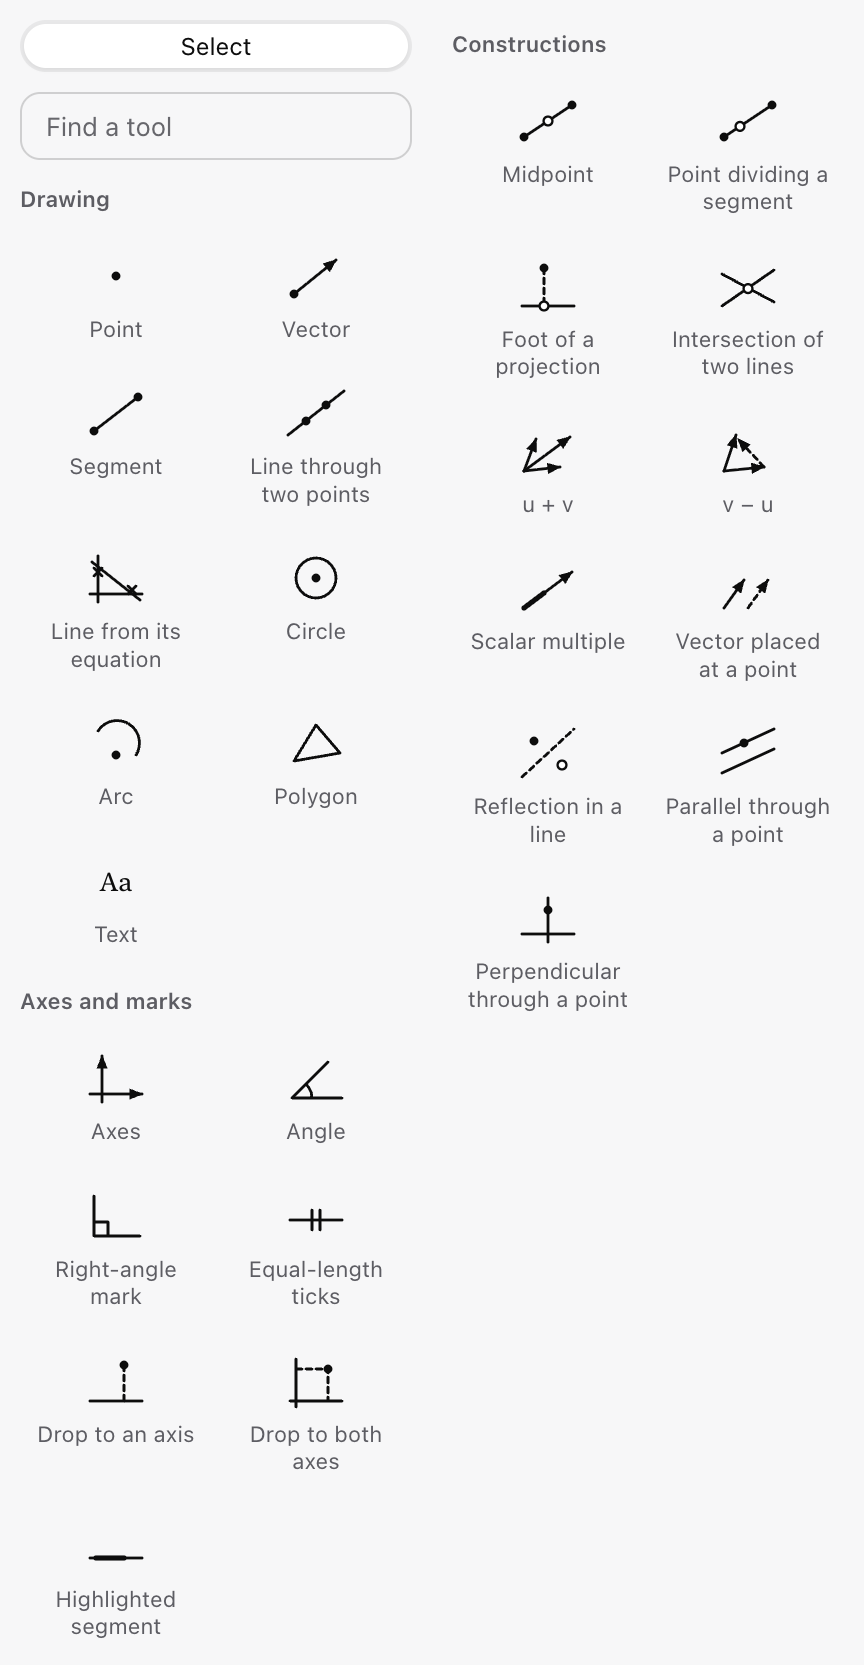 Select
Find a tool
Drawing
Point
Vector
Segment
Line through
two points
Line from its
equation
Circle
Arc
Polygon
Aa
Text
Axes and marks
Axes
Angle
Right-angle
mark
Equal-length
ticks
Drop to an axis
Drop to both
axes
Highlighted
segment
Constructions
Midpoint
Point dividing a
segment
Foot of a
projection
Intersection of
two lines
u + v
v − u
Scalar multiple
Vector placed
at a point
Reflection in a
line
Parallel through
a point
Perpendicular
through a point